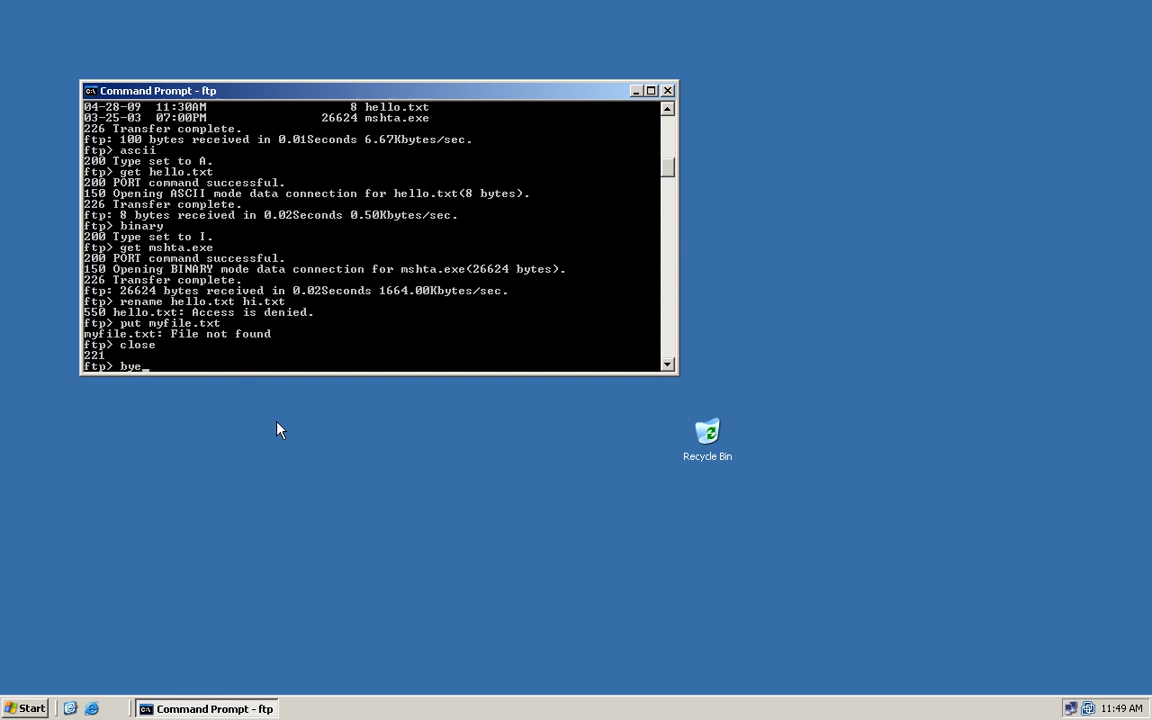 Command Prompt - ftp
04-28-09  11:30AM                    8 hello.txt
03-25-03  07:00PM                26624 mshta.exe
226 Transfer complete.
ftp: 100 bytes received in 0.01Seconds 6.67Kbytes/sec.
ftp> ascii
200 Type set to A.
ftp> get hello.txt
200 PORT command successful.
150 Opening ASCII mode data connection for hello.txt(8 bytes).
226 Transfer complete.
ftp: 8 bytes received in 0.02Seconds 0.50Kbytes/sec.
ftp> binary
200 Type set to I.
ftp> get mshta.exe
200 PORT command successful.
150 Opening BINARY mode data connection for mshta.exe(26624 bytes).
226 Transfer complete.
ftp: 26624 bytes received in 0.02Seconds 1664.00Kbytes/sec.
ftp> rename hello.txt hi.txt
550 hello.txt: Access is denied.
ftp> put myfile.txt
myfile.txt: File not found
ftp> close
221
ftp> bye_
Recycle Bin
Start
Command Prompt - ftp
11:49 AM